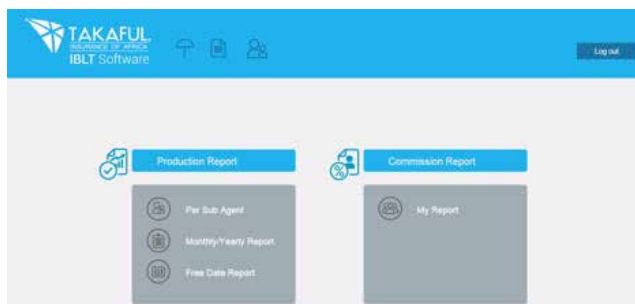 TAKAFUL
INSURANCE OF AFRICA
IBLT Software
Log out
Production Report
Commission Report
Per Sub Agent
My Report
Monthly/Yearly Report
Free Date Report